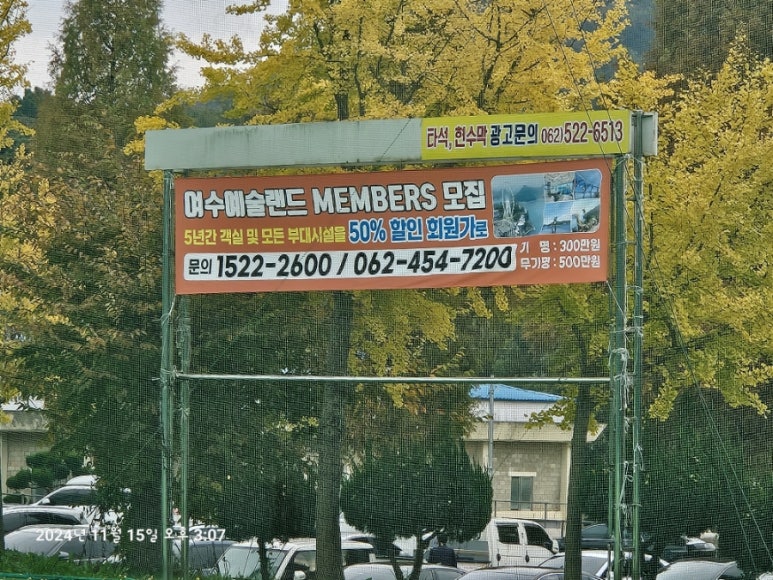 타석, 현수막 광고문의 062)522-6513
여수예술랜드 MEMBERS 모집
5년간 객실 및 모든 부대시설을 50% 할인 회원가로
문의 1522-2600 / 062-454-7200
기 명 : 300만원
무기명 : 500만원
2024년 11월 15일 오후 3:07